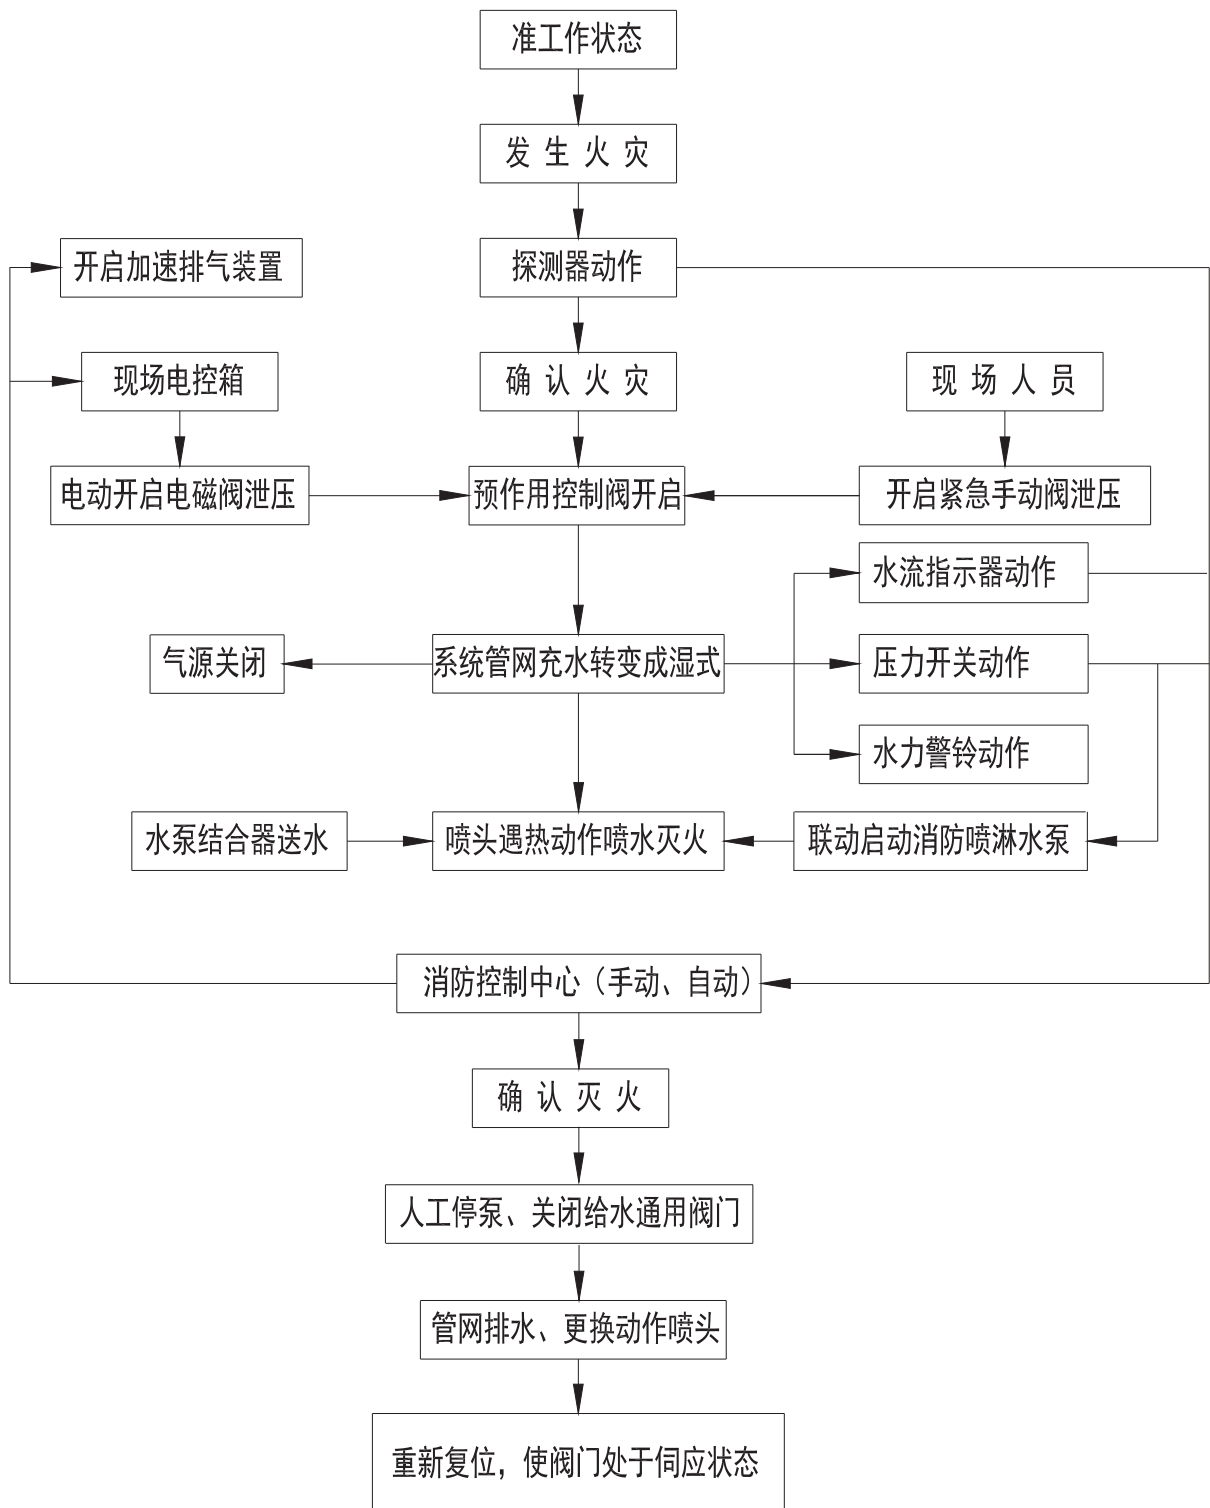 准工作状态
发生火灾
开启加速排气装置
探测器动作
现场电控箱
确认火灾
现场人员
电动开启电磁阀泄压
预作用控制阀开启
开启紧急手动阀泄压
水流指示器动作
气源关闭
系统管网充水转变成湿式
压力开关动作
水力警铃动作
水泵结合器送水
喷头遇热动作喷水灭火
联动启动消防喷淋水泵
消防控制中心（手动、自动）
确认灭火
人工停泵、关闭给水通用阀门
管网排水、更换动作喷头
重新复位，使阀门处于伺应状态